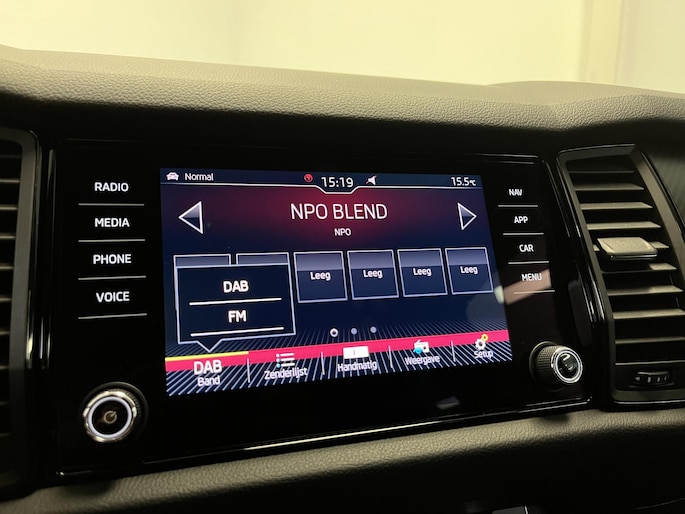 RADIO
MEDIA
PHONE
VOICE
Normal
15:19
15.5°C
NPO BLEND
NPO
Leeg
Leeg
Leeg
Leeg
DAB
FM
DAB
Band
Zenderlijst
Handmatig
Weergave
Setup
NAV
APP
CAR
MENU